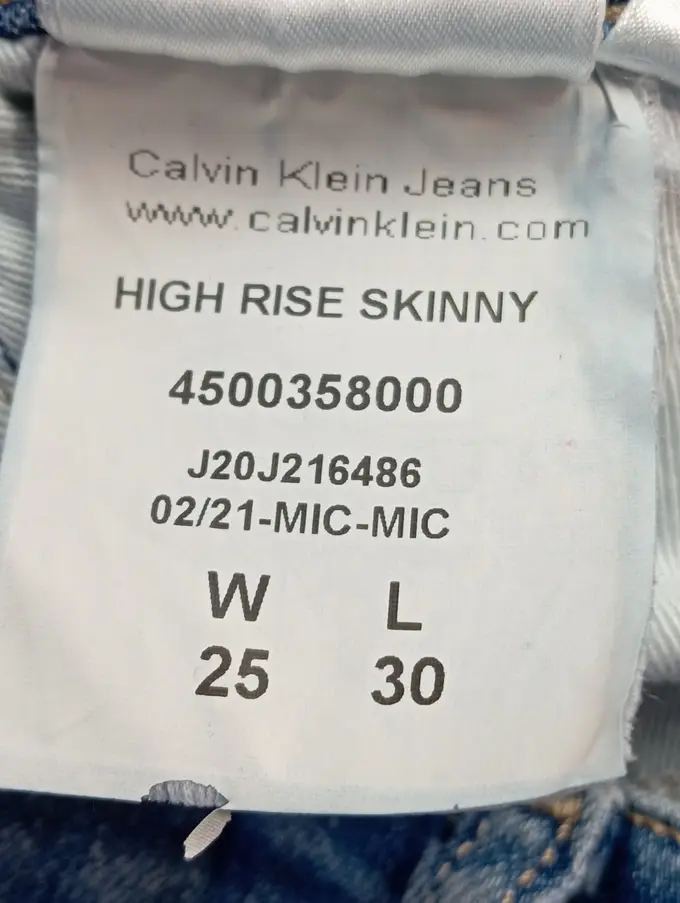 Calvin Klein Jeans
www.calvinklein.com
HIGH RISE SKINNY
4500358000
J20J216486
02/21-MIC-MIC
W L
25 30